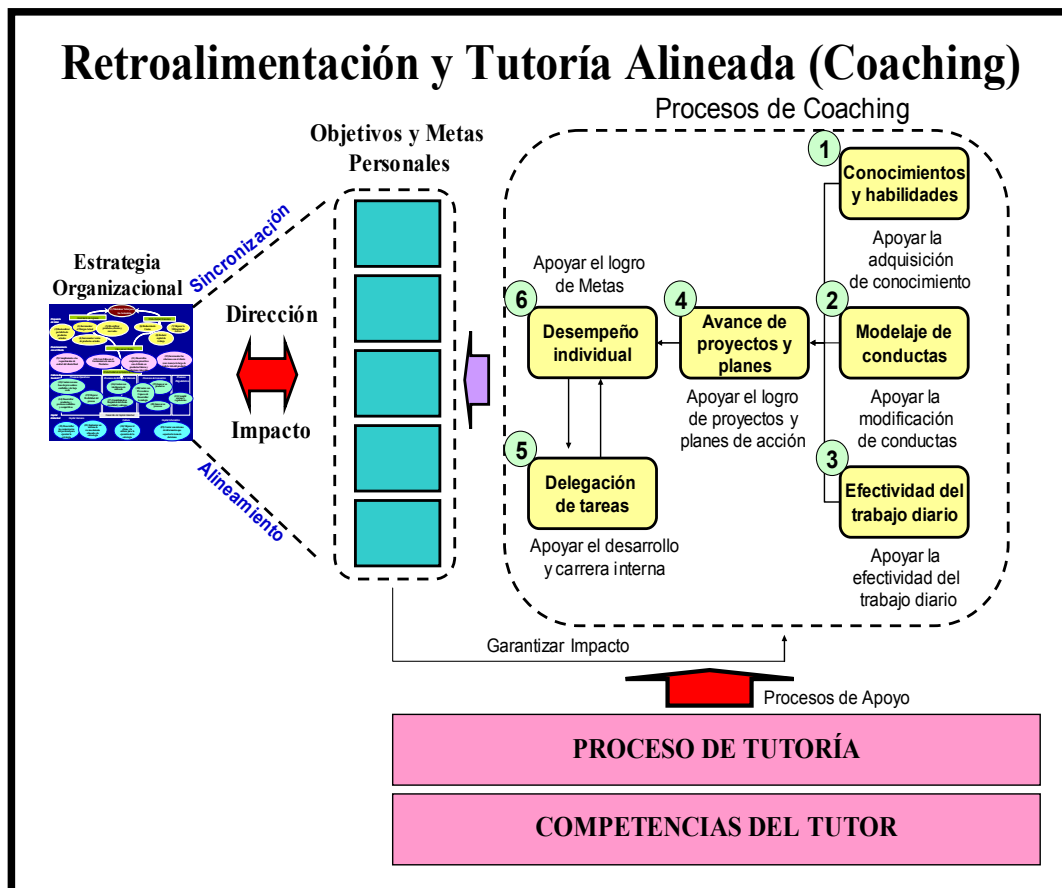 Retroalimentación y Tutoría Alineada (Coaching)
Procesos de Coaching
Objetivos y Metas
Personales
Sincronización
Estrategia
Organizacional
Dirección
Impacto
Alineamiento
1
Conocimientos
y habilidades
Apoyar la
adquisición
de conocimiento
2
Modelaje de
conductas
Apoyar la
modificación
de conductas
3
Efectividad del
trabajo diario
Apoyar la
efectividad del
trabajo diario
4
Avance de
proyectos y
planes
Apoyar el logro
de proyectos y
planes de acción
Apoyar el logro
de Metas
6
Desempeño
individual
5
Delegación
de tareas
Apoyar el desarrollo
y carrera interna
Garantizar Impacto
Procesos de Apoyo
PROCESO DE TUTORÍA
COMPETENCIAS DEL TUTOR